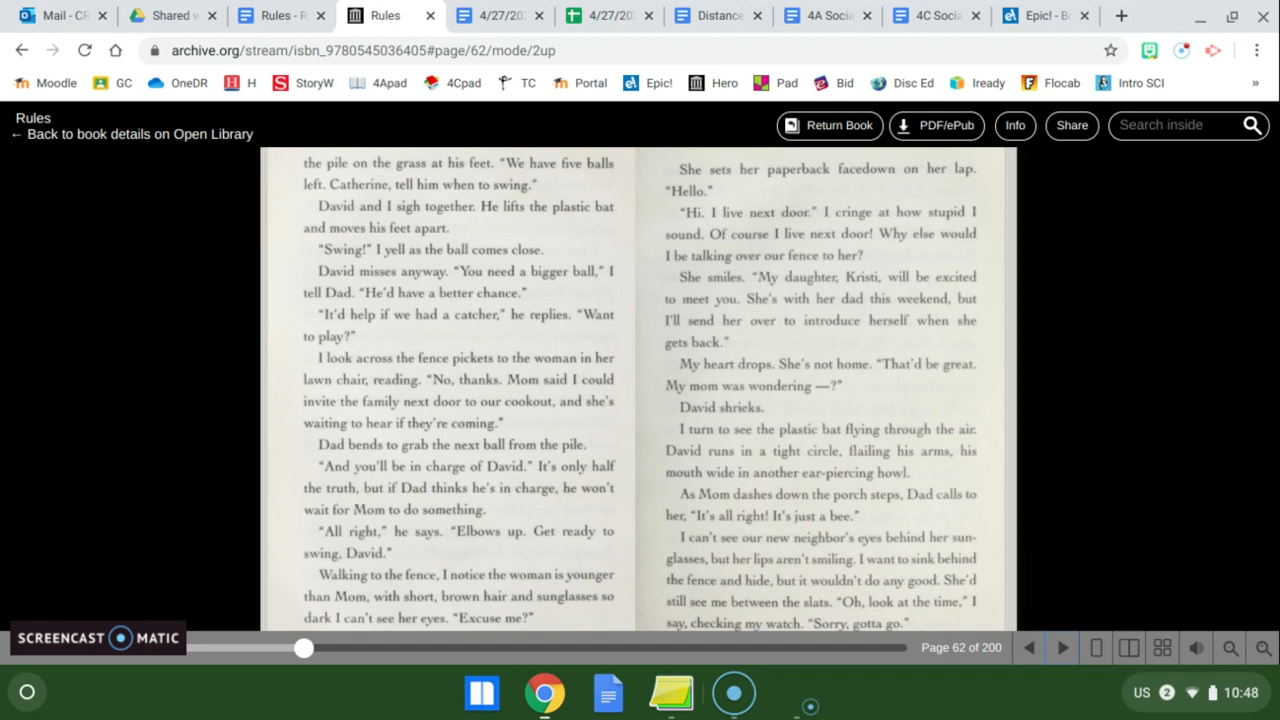 Mail - CR
Shared w
Rules - R
Rules
4/27/202
4/27/202
Distance
4A Socia
4C Socia
Epic! - B
archive.org/stream/isbn_9780545036405#page/62/mode/2up
Moodle
GC
OneDR
H
StoryW
4Apad
4Cpad
TC
Portal
Epic!
Hero
Pad
Bid
Disc Ed
Iready
Flocab
Intro SCI
»
Rules
← Back to book details on Open Library
Return Book
PDF/ePub
Info
Share
Search inside
the pile on the grass at his feet. “We have five balls
left. Catherine, tell him when to swing.”
David and I sigh together. He lifts the plastic bat
and moves his feet apart.
“Swing!” I yell as the ball comes close.
David misses anyway. “You need a bigger ball,” I
tell Dad. “He’d have a better chance.”
“It’d help if we had a catcher,” he replies. “Want
to play?”
I look across the fence pickets to the woman in her
lawn chair, reading. “No, thanks. Mom said I could
invite the family next door to our cookout, and she’s
waiting to hear if they’re coming.”
Dad bends to grab the next ball from the pile.
“And you’ll be in charge of David.” It’s only half
the truth, but if Dad thinks he’s in charge, he won’t
wait for Mom to do something.
“All right,” he says. “Elbows up. Get ready to
swing, David.”
Walking to the fence, I notice the woman is younger
than Mom, with short, brown hair and sunglasses so
dark I can’t see her eyes. “Excuse me?”
She sets her paperback facedown on her lap.
“Hello.”
“Hi. I live next door.” I cringe at how stupid I
sound. Of course I live next door! Why else would
I be talking over our fence to her?
She smiles. “My daughter, Kristi, will be excited
to meet you. She’s with her dad this weekend, but
I’ll send her over to introduce herself when she
gets back.”
My heart drops. She’s not home. “That’d be great.
My mom was wondering —?”
David shrieks.
I turn to see the plastic bat flying through the air.
David runs in a tight circle, flailing his arms, his
mouth wide in another ear-piercing howl.
As Mom dashes down the porch steps, Dad calls to
her, “It’s all right! It’s just a bee.”
I can’t see our new neighbor’s eyes behind her sun-
glasses, but her lips aren’t smiling. I want to sink behind
the fence and hide, but it wouldn’t do any good. She’d
still see me between the slats. “Oh, look at the time,” I
say, checking my watch. “Sorry, gotta go.”
SCREENCAST MATIC
Page 62 of 200
US 2 10:48